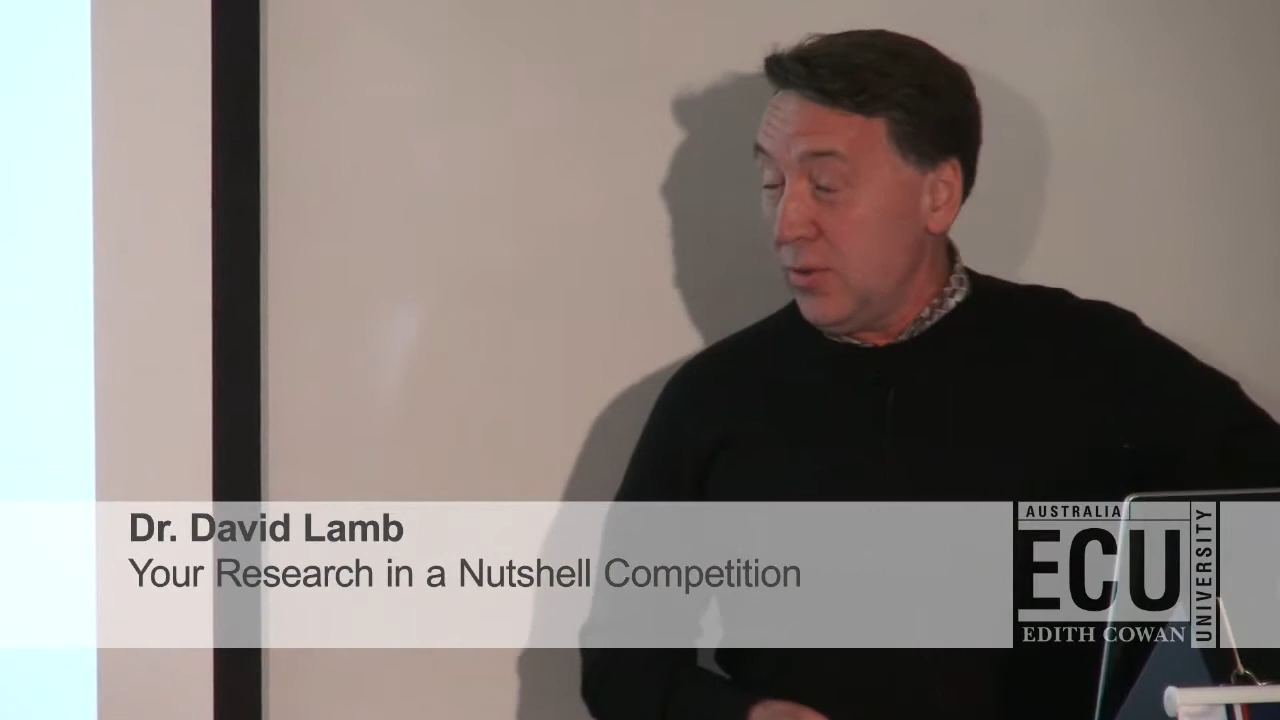 Dr. David Lamb
Your Research in a Nutshell Competition
AUSTRALIA
ECU
EDITH COWAN
UNIVERSITY